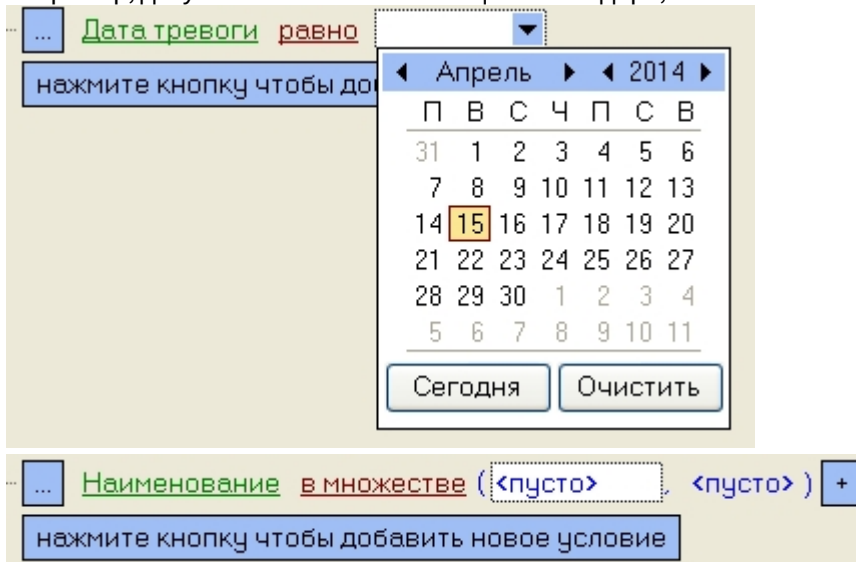 ... Дата тревоги равно
нажмите кнопку чтобы
Апрель 2014
П В С Ч П С В
31 1 2 3 4 5 6
7 8 9 10 11 12 13
14 15 16 17 18 19 20
21 22 23 24 25 26 27
28 29 30 1 2 3 4
5 6 7 8 9 10 11
Сегодня Очистить
... Наименование в множестве ( <пусто> , <пусто> ) +
нажмите кнопку чтобы добавить новое условие